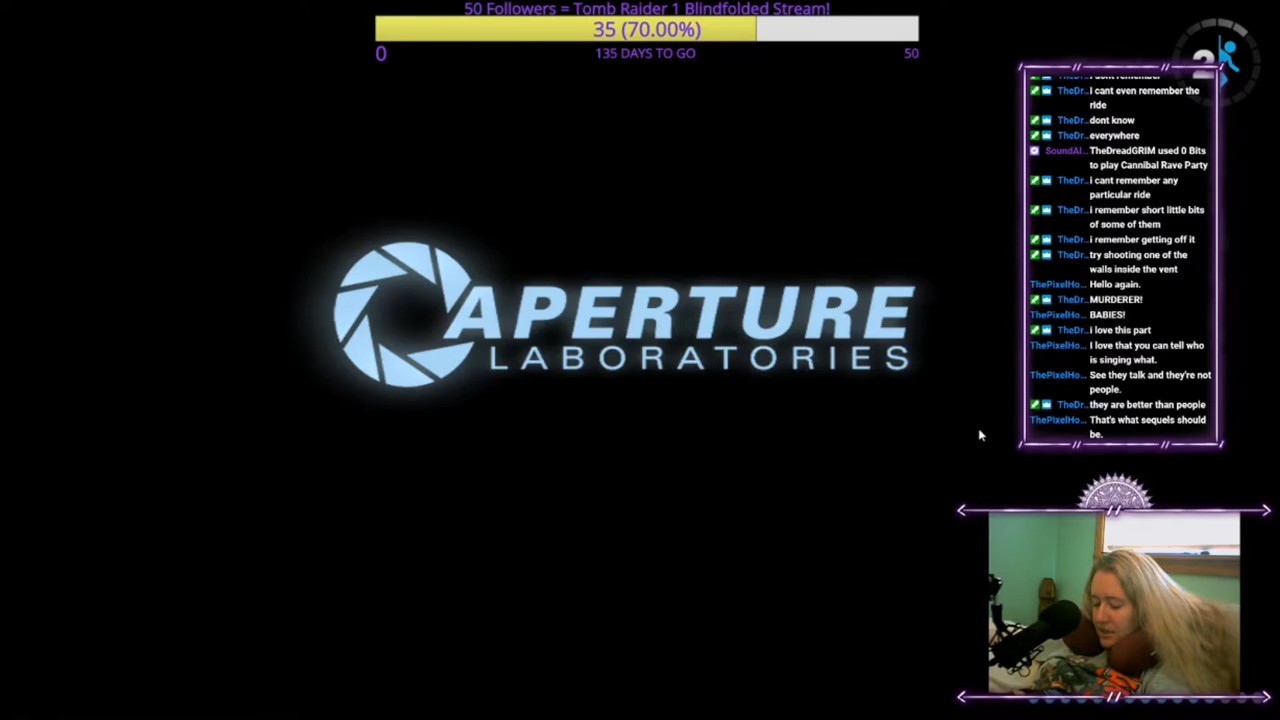 50 Followers = Tomb Raider 1 Blindfolded Stream!
35 (70.00%)
0
135 DAYS TO GO
50
2
APERTURE
LABORATORIES
TheDr...i dont remember
TheDr...I cant even remember the
ride
TheDr...dont know
TheDr...everywhere
SoundAl...TheDreadGRIM used 0 Bits
to play Cannibal Rave Party
TheDr...i cant remember any
particular ride
TheDr...i remember short little bits
of some of them
TheDr...i remember getting off it
TheDr...try shooting one of the
walls inside the vent
ThePixelHo...Hello again.
TheDr...MURDERER!
ThePixelHo...BABIES!
TheDr...i love this part
ThePixelHo...I love that you can tell who
is singing what.
ThePixelHo...See they talk and they're not
people.
TheDr...they are better than people
ThePixelHo...That's what sequels should
be.